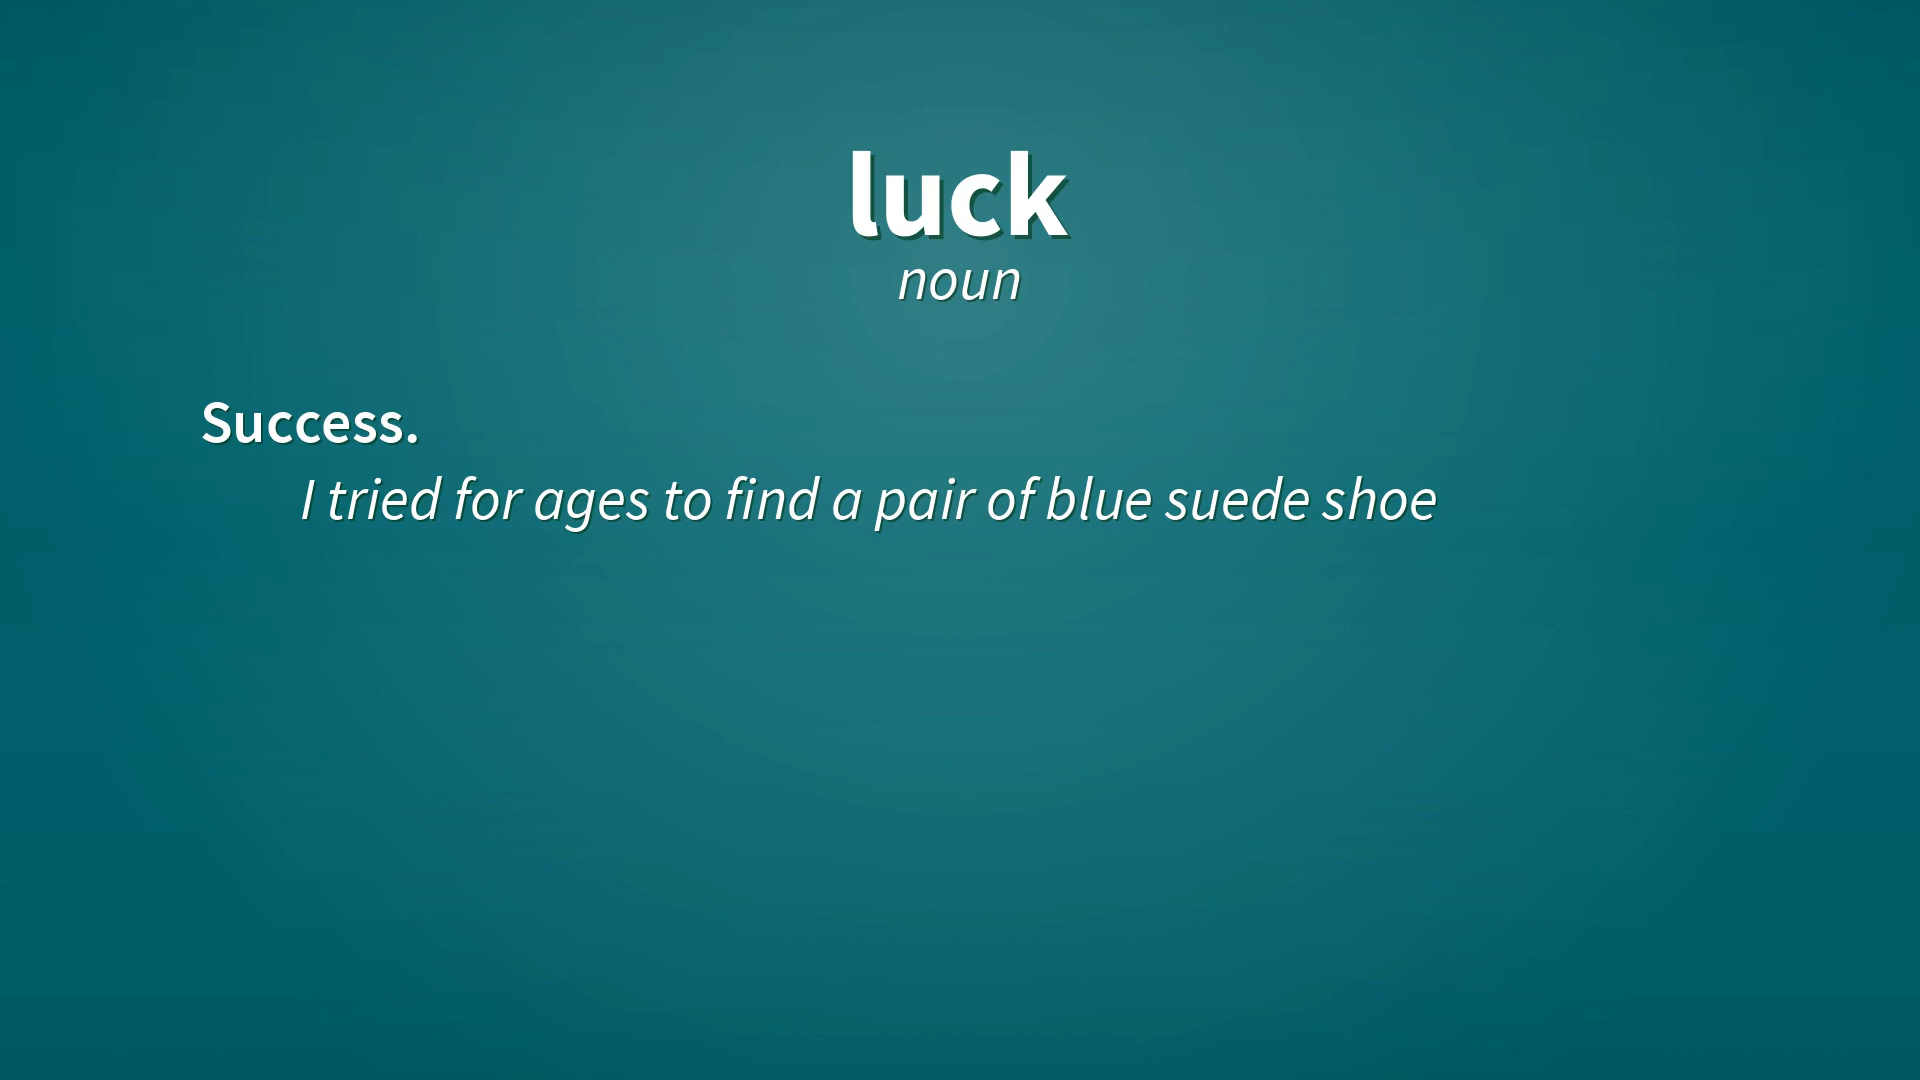 luck
noun
Success.
I tried for ages to find a pair of blue suede shoe